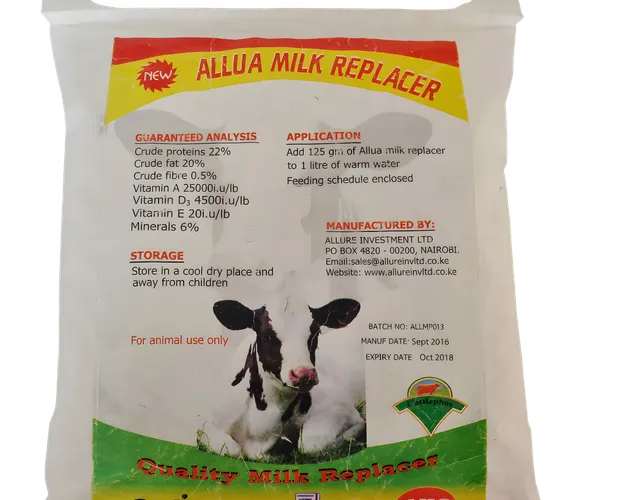 NEW
ALLUA MILK REPLACER
GUARANTEED ANALYSIS
Crude proteins 22%
Crude fat 20%
Crude fibre 0.5%
Vitamin A 25000i.u/lb
Vitamin D₃ 4500i.u/lb
Vitamin E 20i.u/lb
Minerals 6%
APPLICATION
Add 125 gm of Allua milk replacer
to 1 litre of warm water
Feeding schedule enclosed
MANUFACTURED BY:
ALLURE INVESTMENT LTD
PO BOX 4820 - 00200, NAIROBI.
Email:sales@allureinvltd.co.ke
Website: www.allureinvltd.co.ke
STORAGE
Store in a cool dry place and
away from children
For animal use only
BATCH NO: ALLMP013
MANUF DATE: Sept 2016
EXPIRY DATE Oct 2018
Cattlephos
Quality Milk Replacer